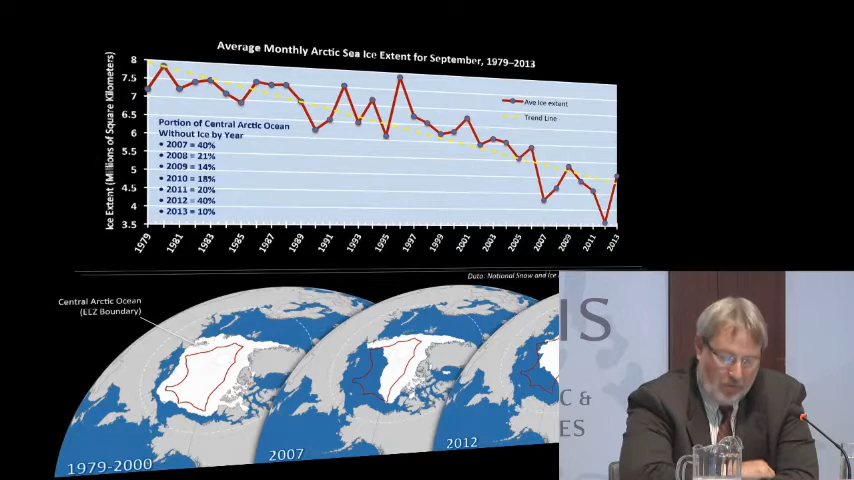 Average Monthly Arctic Sea Ice Extent for September, 1979–2013
Ice Extent (Millions of Square Kilometers)
8
7.5
7
6.5
6
5.5
5
4.5
4
3.5
Ave Ice extent
Trend Line
Portion of Central Arctic Ocean
Without Ice by Year
• 2007 = 40%
• 2008 = 21%
• 2009 = 14%
• 2010 = 18%
• 2011 = 20%
• 2012 = 40%
• 2013 = 10%
1979
1981
1983
1985
1987
1989
1991
1993
1995
1997
1999
2001
2003
2005
2007
2009
2011
2013
Data: National Snow and Ice
Central Arctic Ocean
(EEZ Boundary)
1979-2000
2007
2012
IS
C &
ES